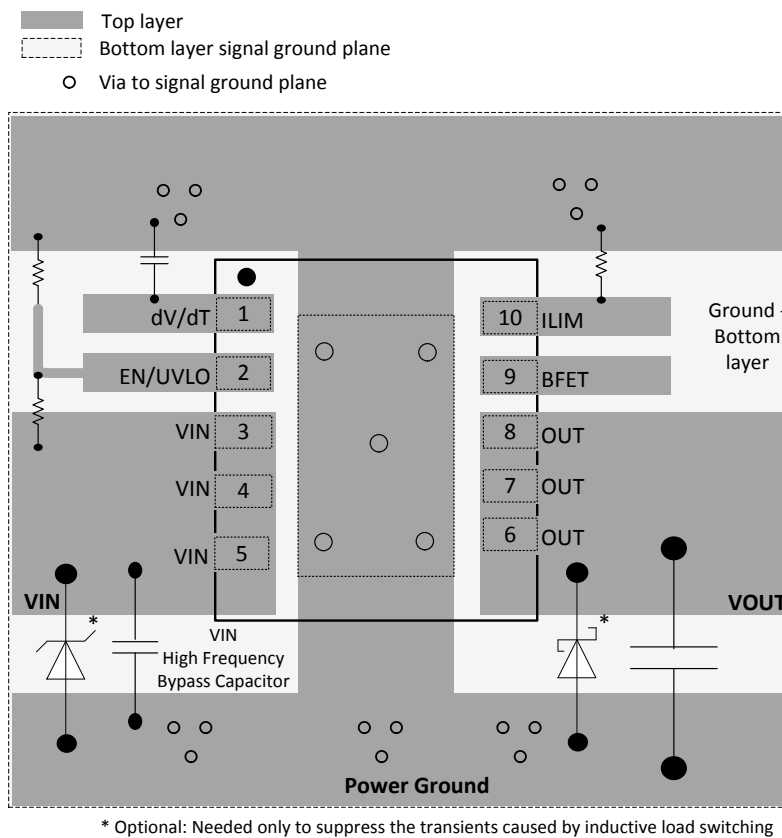 Top layer
Bottom layer signal ground plane
Via to signal ground plane
dV/dT 1
10 ILIM
Ground -
Bottom
layer
EN/UVLO 2
9 BFET
VIN 3
8 OUT
VIN 4
7 OUT
VIN 5
6 OUT
VIN
*
VIN
High Frequency
Bypass Capacitor
*
VOUT
Power Ground
* Optional: Needed only to suppress the transients caused by inductive load switching